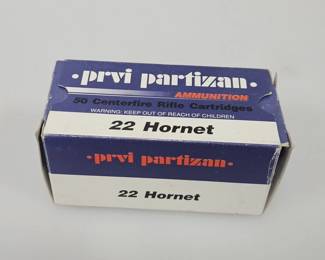 • prvi partizan •
AMMUNITION
50 Centerfire Rifle Cartridges
WARNING: KEEP OUT OF REACH OF CHILDREN
22 Hornet
• prvi partizan •
22 Hornet